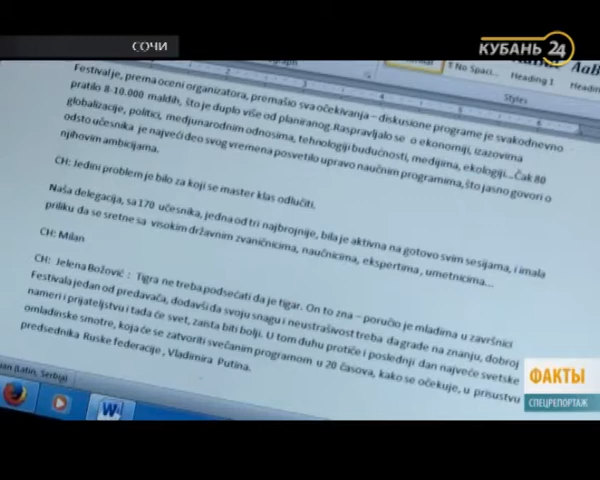 СОЧИ
КУБАНЬ 24
Styles
¶ No Spaci...
Heading 1
Festival je, prema oceni organizatora, premašio sva očekivanja – diskusione programe je svakodnevno
pratilo 8-10.000 maldih, što je duplo više od planiranog.Raspravljalo se o ekonomiji, izazovima
globalizacije, politici, medjunarodnim odnosima, tehnologiji budućnosti, medijima, ekologiji...Čak 80
odsto učesnika je najveći deo svog vremena posvetilo upravo naučnim programima, što jasno govori o
njihovim ambicijama.
CH: Jedini problem je bilo za koji se master klas odlučiti.
Naša delegacija, sa 170 učesnika, jedna od tri najbrojnije, bila je aktivna na gotovo svim sesijama, i imala
priliku da se sretne sa visokim državnim zvaničnicima, naučnicima, ekspertima, umetnicima...
CH: Milan
CH: Jelena Božović : Tigra ne treba podsećati da je tigar. On to zna – poručio je mladima u završnici
Festivala jedan od predavača, dodavši da svoju snagu i neustrašivost treba da grade na znanju, dobroj
nameri i prijateljstvu i tada će svet, zaista biti bolji. U tom duhu protiče i poslednji dan najveće svetske
omladinske smotre, koja će se zatvoriti svečanim programom u 20 časova, kako se očekuje, u prisustvu
predsednika Ruske federacije, Vladimira Putina.
(Latin, Serbia)
ФАКТЫ
СПЕЦРЕПОРТАЖ